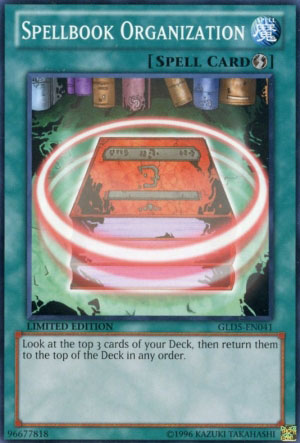 SPELLBOOK ORGANIZATION 魔
[SPELL CARD]
LIMITED EDITION GLD5-EN041
Look at the top 3 cards of your Deck, then return them
to the top of the Deck in any order.
96677818 ©1996 KAZUKI TAKAHASHI